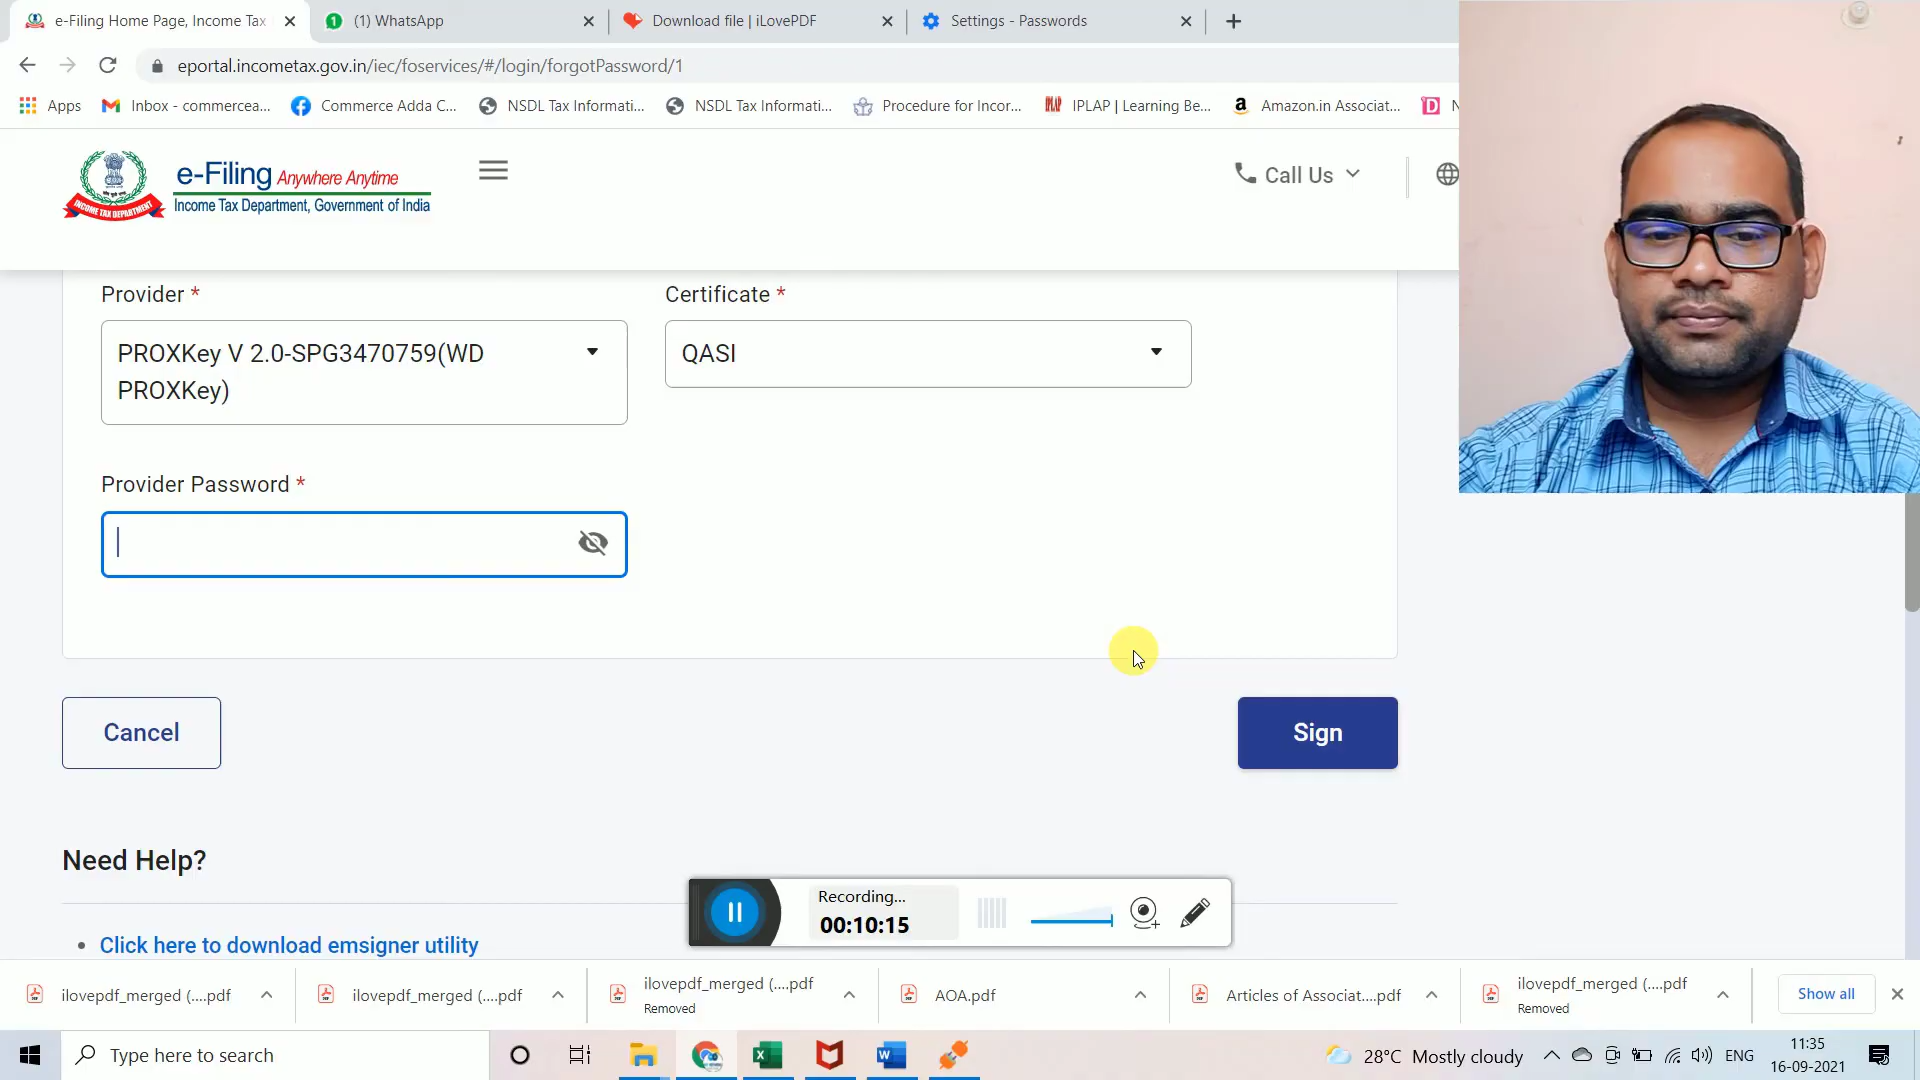 e-Filing Home Page, Income Tax
(1) WhatsApp
Download file | iLovePDF
Settings - Passwords
eportal.incometax.gov.in/iec/foservices/#/login/forgotPassword/1
Apps
Inbox - commercea...
Commerce Adda C...
NSDL Tax Informati...
NSDL Tax Informati...
Procedure for Incor...
IPLAP | Learning Be...
Amazon.in Associat...
e-Filing Anywhere Anytime
Income Tax Department, Government of India
INCOME TAX DEPARTMENT
Call Us
Provider *
Certificate *
PROXKey V 2.0-SPG3470759(WD
PROXKey)
QASI
Provider Password *
Cancel
Sign
Need Help?
Click here to download emsigner utility
Recording...
00:10:15
ilovepdf_merged (....pdf
ilovepdf_merged (....pdf
ilovepdf_merged (....pdf
Removed
AOA.pdf
Articles of Associat....pdf
ilovepdf_merged (....pdf
Removed
Show all
Type here to search
28°C Mostly cloudy
ENG
11:35
16-09-2021